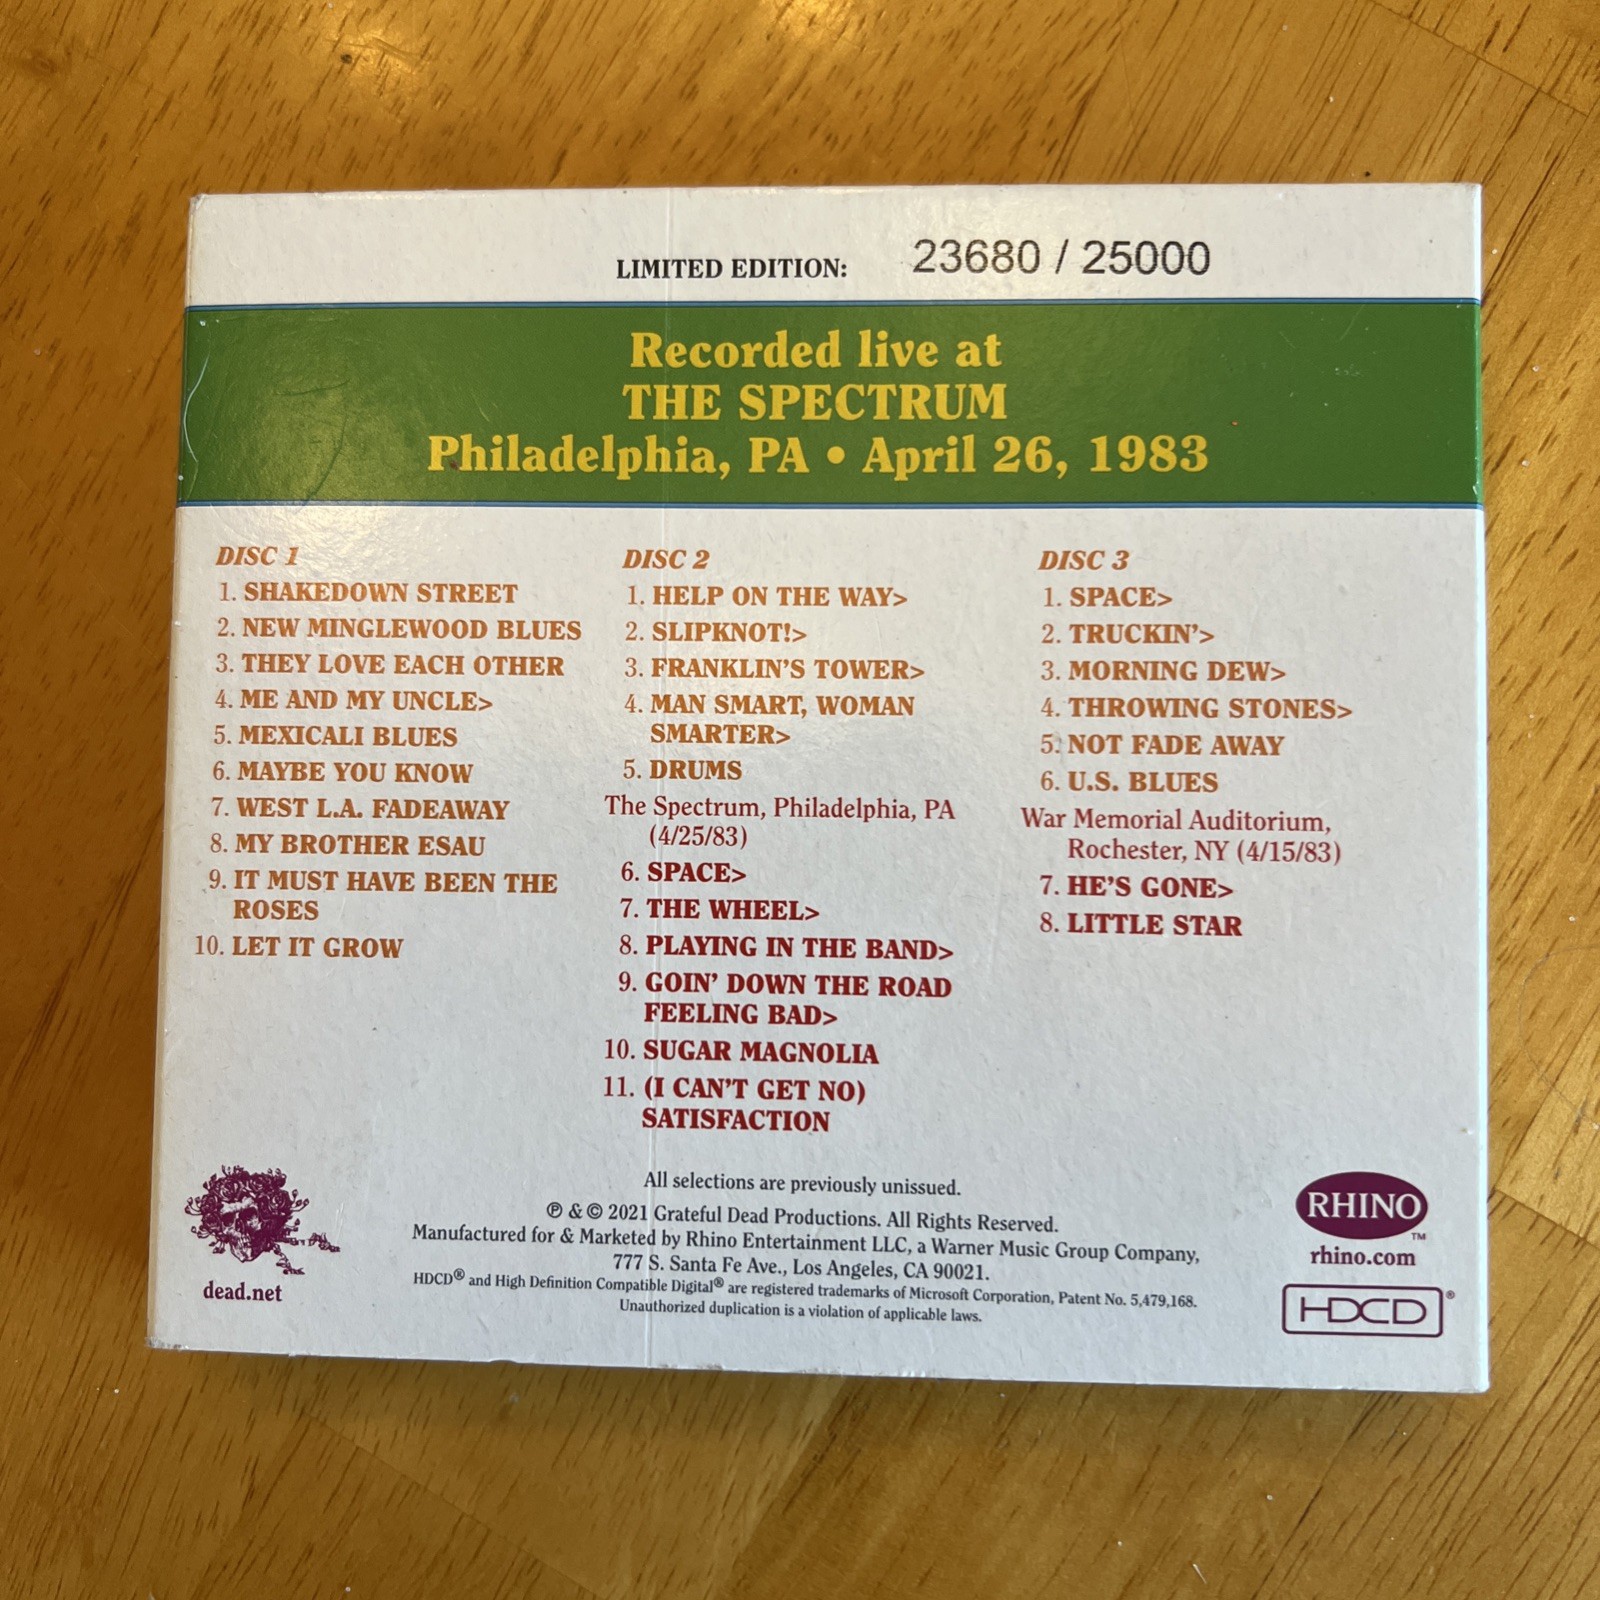 LIMITED EDITION: 23680 / 25000
Recorded live at
THE SPECTRUM
Philadelphia, PA • April 26, 1983
DISC 1
1. SHAKEDOWN STREET
2. NEW MINGLEWOOD BLUES
3. THEY LOVE EACH OTHER
4. ME AND MY UNCLE>
5. MEXICALI BLUES
6. MAYBE YOU KNOW
7. WEST L.A. FADEAWAY
8. MY BROTHER ESAU
9. IT MUST HAVE BEEN THE
ROSES
10. LET IT GROW
DISC 2
1. HELP ON THE WAY>
2. SLIPKNOT!>
3. FRANKLIN'S TOWER>
4. MAN SMART, WOMAN
SMARTER>
5. DRUMS
The Spectrum, Philadelphia, PA
(4/25/83)
6. SPACE>
7. THE WHEEL>
8. PLAYING IN THE BAND>
9. GOIN' DOWN THE ROAD
FEELING BAD>
10. SUGAR MAGNOLIA
11. (I CAN'T GET NO)
SATISFACTION
DISC 3
1. SPACE>
2. TRUCKIN'>
3. MORNING DEW>
4. THROWING STONES>
5. NOT FADE AWAY
6. U.S. BLUES
War Memorial Auditorium,
Rochester, NY (4/15/83)
7. HE'S GONE>
8. LITTLE STAR
All selections are previously unissued.
℗ & © 2021 Grateful Dead Productions. All Rights Reserved.
Manufactured for & Marketed by Rhino Entertainment LLC, a Warner Music Group Company,
777 S. Santa Fe Ave., Los Angeles, CA 90021.
HDCD® and High Definition Compatible Digital® are registered trademarks of Microsoft Corporation, Patent No. 5,479,168.
Unauthorized duplication is a violation of applicable laws.
dead.net
RHINO™
rhino.com
HDCD®